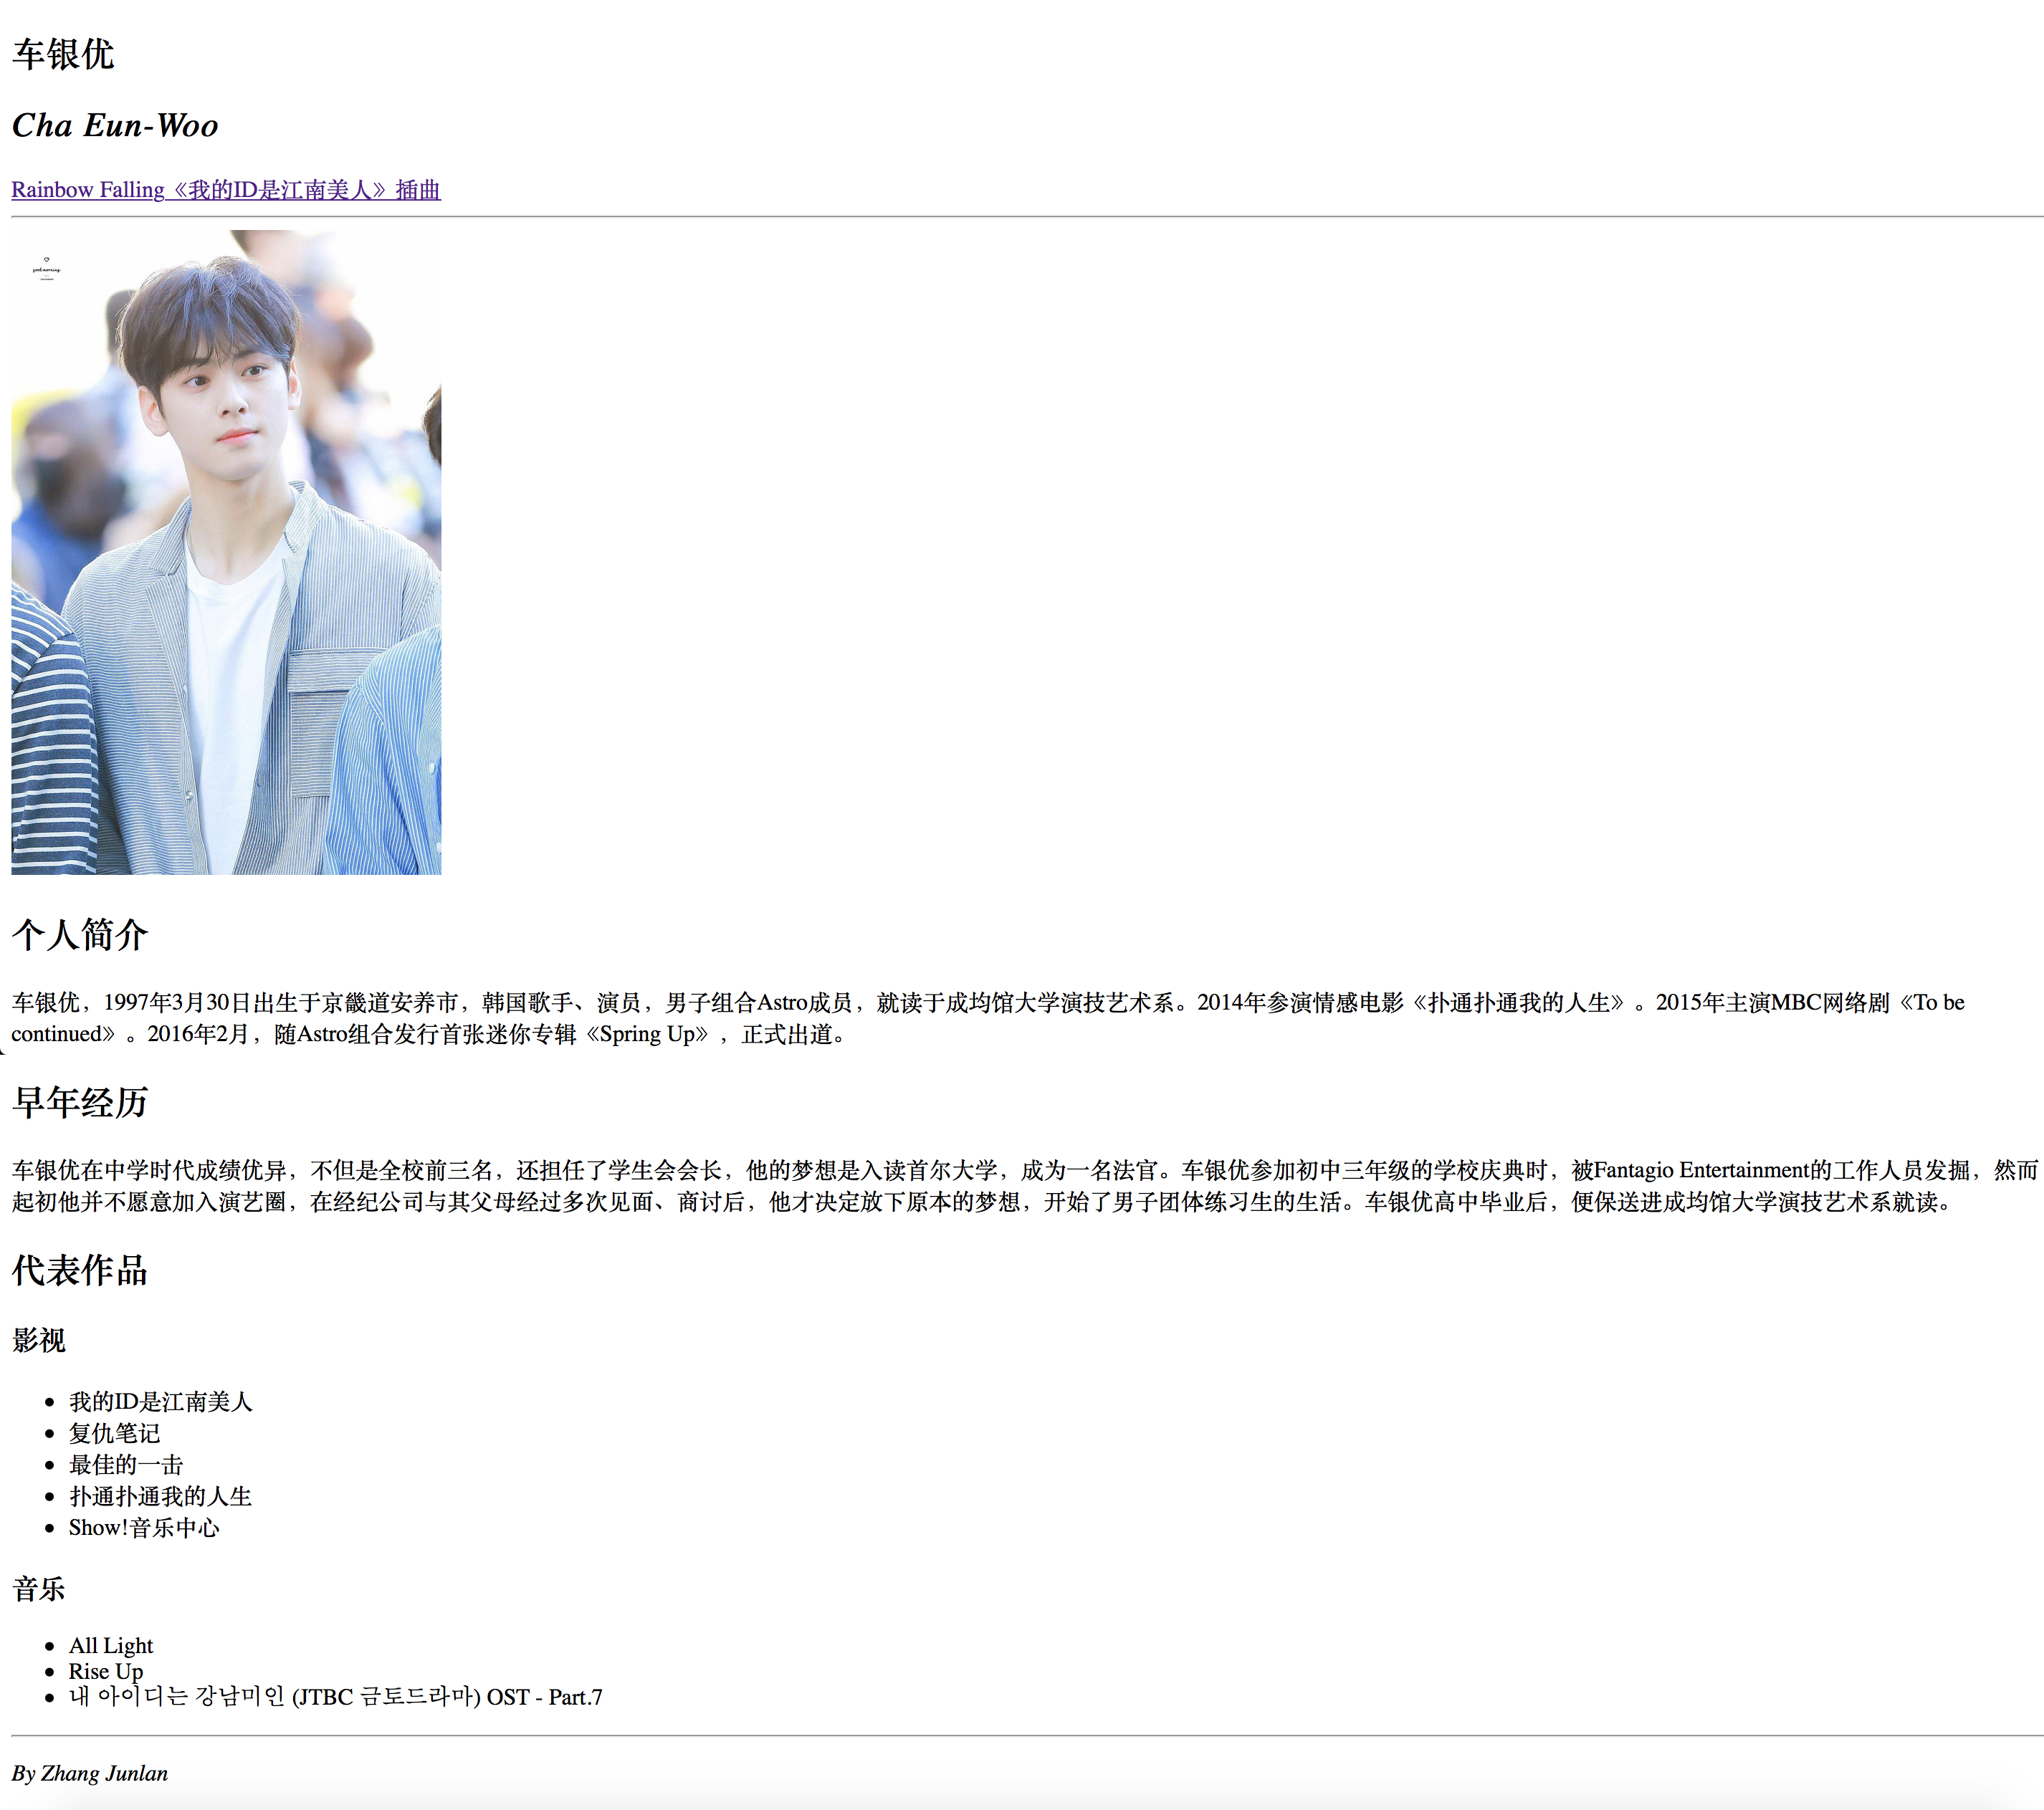 车银优
Cha Eun-Woo
Rainbow Falling《我的ID是江南美人》插曲
个人简介
车银优，1997年3月30日出生于京畿道安养市，韩国歌手、演员，男子组合Astro成员，就读于成均馆大学演技艺术系。2014年参演情感电影《扑通扑通我的人生》。2015年主演MBC网络剧《To be
continued》。2016年2月，随Astro组合发行首张迷你专辑《Spring Up》，正式出道。
早年经历
车银优在中学时代成绩优异，不但是全校前三名，还担任了学生会会长，他的梦想是入读首尔大学，成为一名法官。车银优参加初中三年级的学校庆典时，被Fantagio Entertainment的工作人员发掘，然而
起初他并不愿意加入演艺圈，在经纪公司与其父母经过多次见面、商讨后，他才决定放下原本的梦想，开始了男子团体练习生的生活。车银优高中毕业后，便保送进成均馆大学演技艺术系就读。
代表作品
影视
我的ID是江南美人
复仇笔记
最佳的一击
扑通扑通我的人生
Show!音乐中心
音乐
All Light
Rise Up
내 아이디는 강남미인 (JTBC 금토드라마) OST - Part.7
By Zhang Junlan